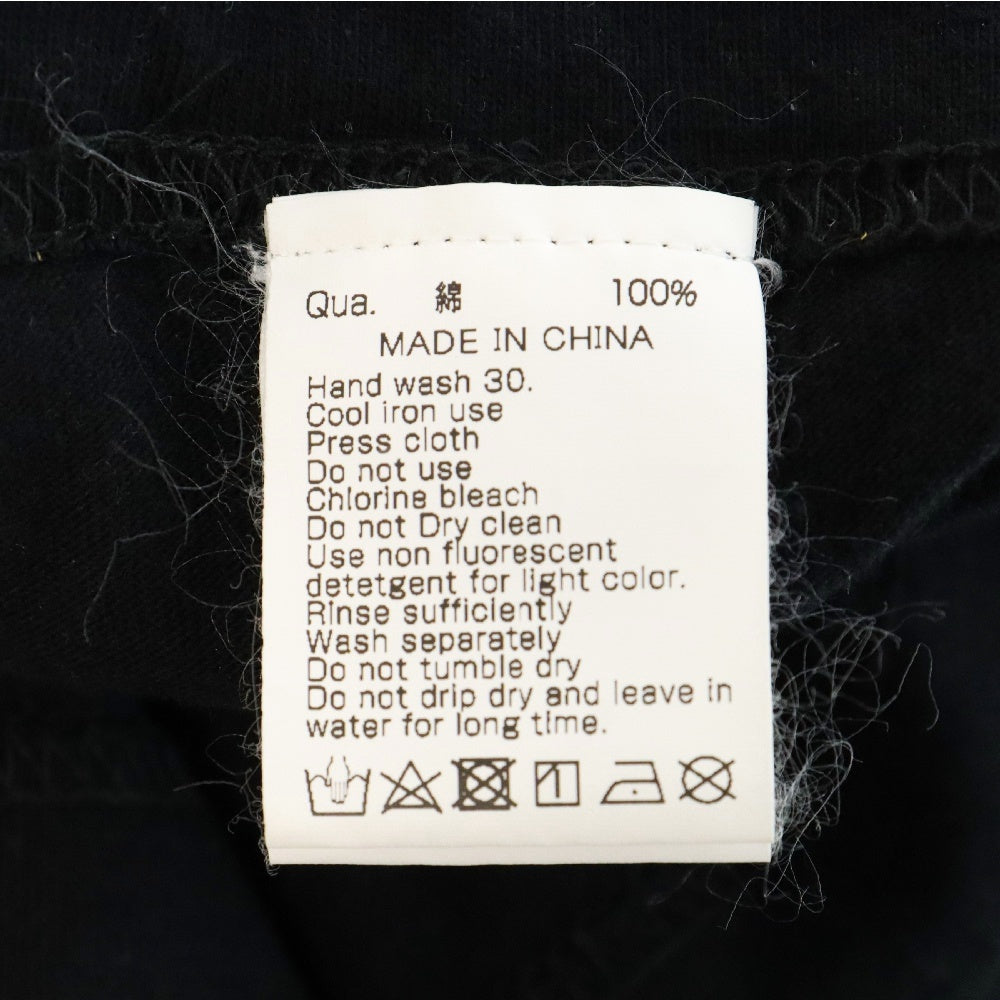 Qua. 綿 100%
MADE IN CHINA
Hand wash 30.
Cool iron use
Press cloth
Do not use
Chlorine bleach
Do not Dry clean
Use non fluorescent
detetgent for light color.
Rinse sufficiently
Wash separately
Do not tumble dry
Do not drip dry and leave in
water for long time.